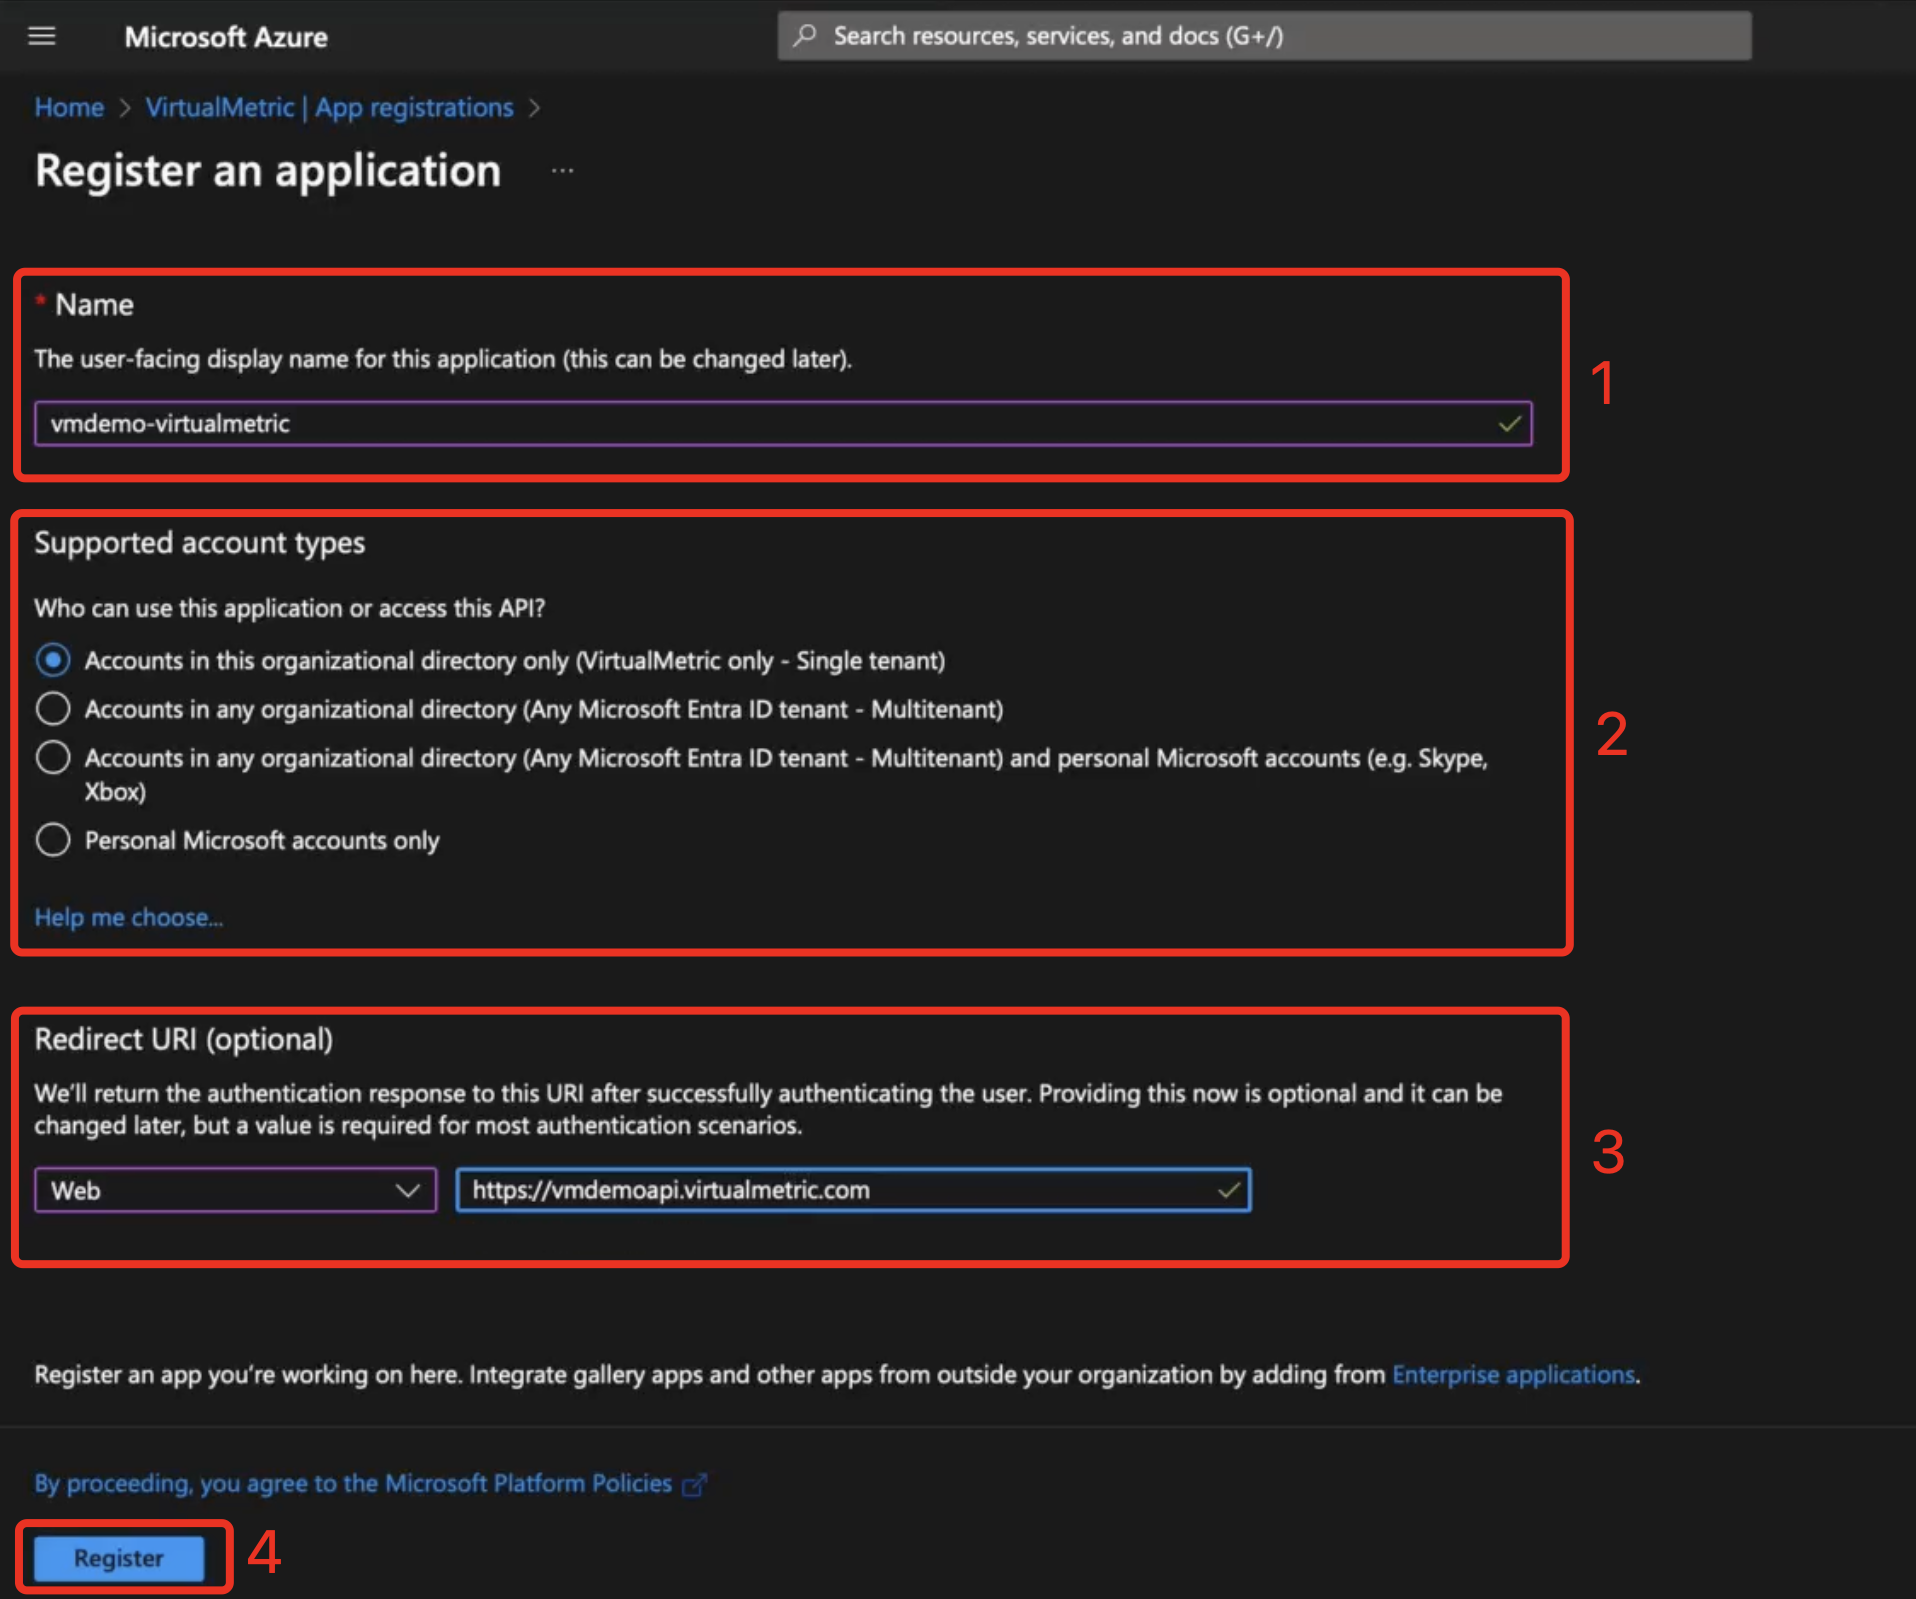 Microsoft Azure
Search resources, services, and docs (G+/)
Home > VirtualMetric | App registrations >
Register an application ...
* Name
The user-facing display name for this application (this can be changed later).
vmdemo-virtualmetric
1
Supported account types
Who can use this application or access this API?
Accounts in this organizational directory only (VirtualMetric only - Single tenant)
Accounts in any organizational directory (Any Microsoft Entra ID tenant - Multitenant)
Accounts in any organizational directory (Any Microsoft Entra ID tenant - Multitenant) and personal Microsoft accounts (e.g. Skype,
Xbox)
Personal Microsoft accounts only
Help me choose...
2
Redirect URI (optional)
We'll return the authentication response to this URI after successfully authenticating the user. Providing this now is optional and it can be
changed later, but a value is required for most authentication scenarios.
Web
https://vmdemoapi.virtualmetric.com
3
Register an app you're working on here. Integrate gallery apps and other apps from outside your organization by adding from Enterprise applications.
By proceeding, you agree to the Microsoft Platform Policies
Register
4